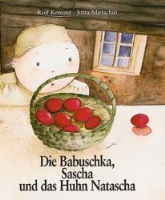 Rolf Krenzer · Jutta Mirtschin
Die Babuschka,
Sascha
und das Huhn Natascha